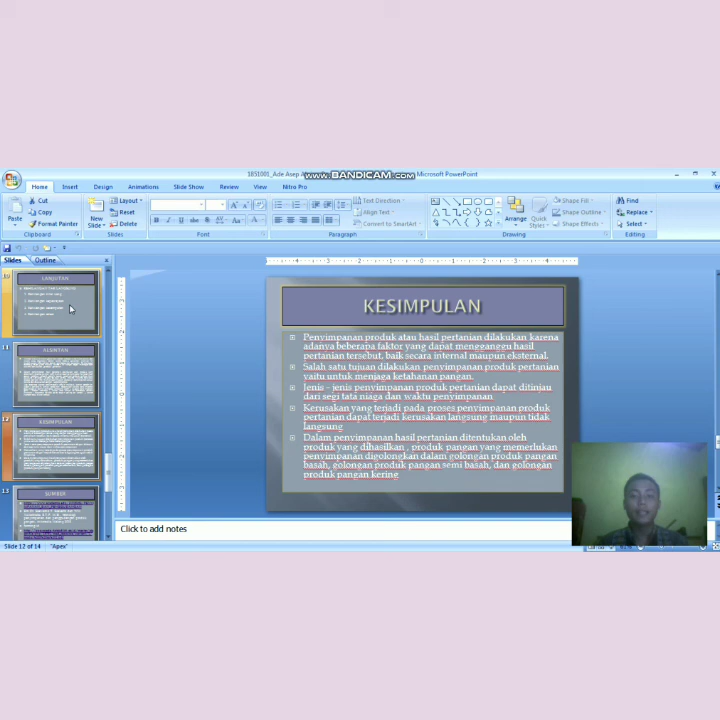 www.BANDICAM.com
Microsoft PowerPoint
Home Insert Design Animations Slide Show Review View Nitro Pro
Cut
Copy
Format Painter
Paste
Clipboard
New Slide
Layout
Reset
Delete
Slides
Font
Text Direction
Align Text
Convert to SmartArt
Paragraph
Arrange
Quick Styles
Shape Fill
Shape Outline
Shape Effects
Drawing
Find
Replace
Select
Editing
Slides Outline
10
LANJUTAN
11
ALSINTAN
12
KESIMPULAN
13
SUMBER
KESIMPULAN
Penyimpanan produk atau hasil pertanian dilakukan karena
adanya beberapa faktor yang dapat mengganggu hasil
pertanian tersebut, baik secara internal maupun eksternal.
Salah satu tujuan dilakukan penyimpanan produk pertanian
yaitu untuk menjaga ketahanan pangan.
Jenis – jenis penyimpanan produk pertanian dapat ditinjau
dari segi tata niaga dan waktu penyimpanan
Kerusakan yang terjadi pada proses penyimpanan produk
pertanian dapat terjadi kerusakan langsung maupun tidak
langsung
Dalam penyimpanan hasil pertanian ditentukan oleh
produk yang dihasilkan , produk pangan yang memerlukan
penyimpanan digolongkan dalam golongan produk pangan
basah, golongan produk pangan semi basah, dan golongan
produk pangan kering
Click to add notes
Slide 12 of 14 "Apex"